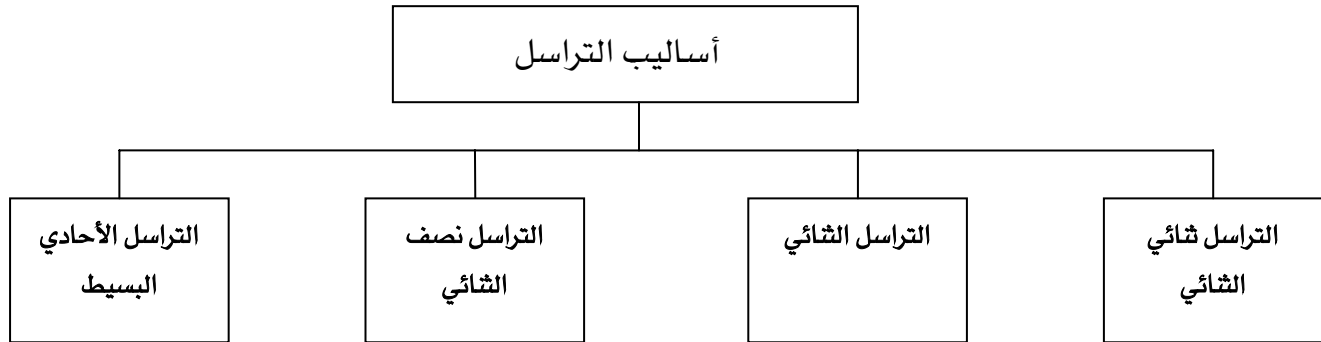 أساليب التراسل
التراسل ثنائي
الثنائي
التراسل الثنائي
التراسل نصف
الثنائي
التراسل الأحادي
البسيط